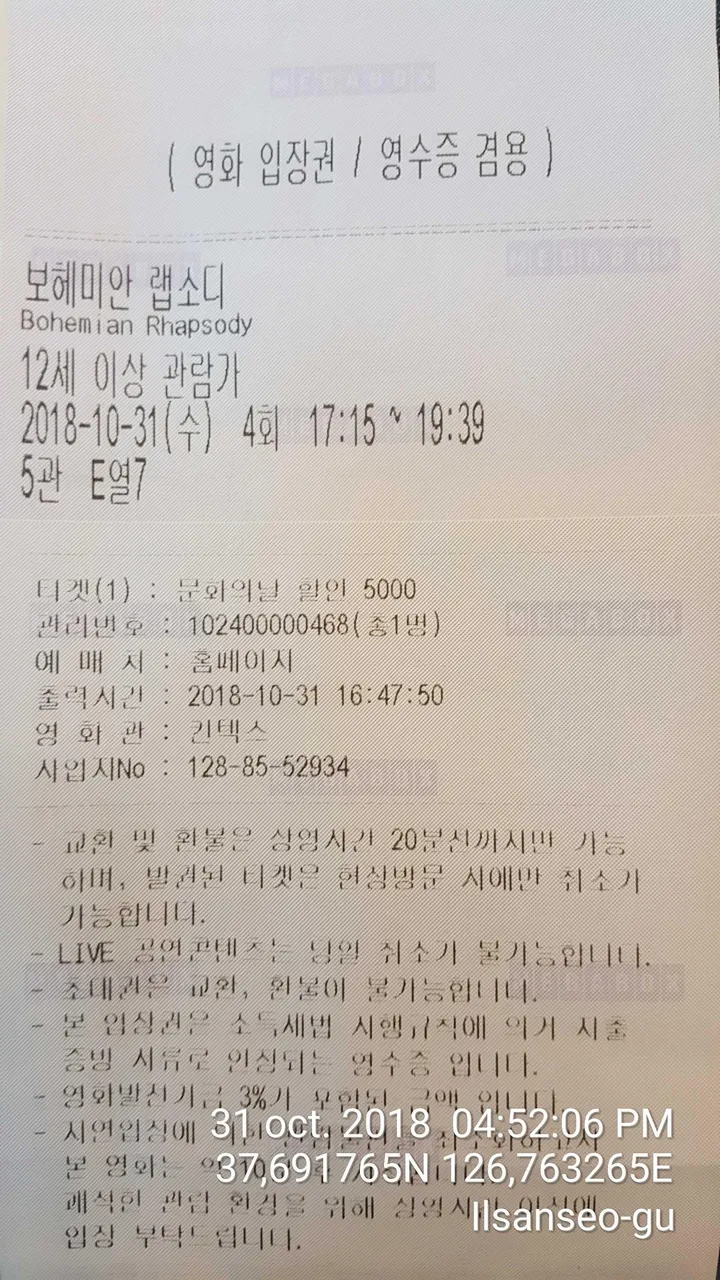 MEGABOX
( 영화 입장권 / 영수증 겸용 )
MEGABOX
보헤미안 랩소디
Bohemian Rhapsody
12세 이상 관람가
2018-10-31(수) 4회 17:15 ~ 19:39
5관 E열7
티켓(1) : 문화의날 할인 5000
관리번호 : 102400000468(총1명)
MEGABOX
예 매 처 : 홈페이지
출력시간 : 2018-10-31 16:47:50
영 화 관 : 킨텍스
사업자No : 128-85-52934
MEGABOX
- 교환 및 환불은 상영시간 20분전까지만 가능
하며, 발권된 티켓은 현장방문 시에만 취소가
가능합니다.
- LIVE 공연콘텐츠는 당일 취소가 불가능합니다.
- 초대권은 교환, 환불이 불가능합니다.
MEGABOX
- 본 입장권은 소득세법 시행규칙에 의거 지출
증빙 서류로 인정되는 영수증 입니다.
- 영화발전기금 3%가 포함된 금액 입니다
- 지연입장에 의한
본 영화는 약 10
쾌적한 관람 환경을 위해 상영시간 이전에
입장 부탁드립니다.
31 oct. 2018 04:52:06 PM
37,691765N 126,763265E
Ilsanseo-gu